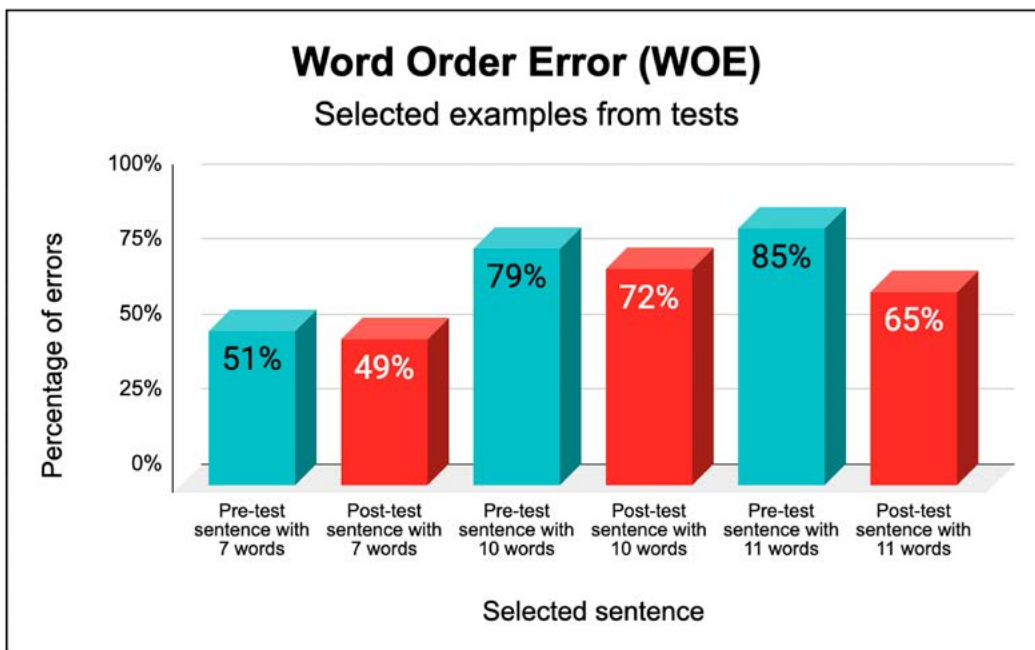 Word Order Error (WOE)
Selected examples from tests
Percentage of errors
100%
75%
50%
25%
0%
51%
49%
79%
72%
85%
65%
Pre-test
sentence with
7 words
Post-test
sentence with
7 words
Pre-test
sentence with
10 words
Post-test
sentence with
10 words
Pre-test
sentence with
11 words
Post-test
sentence with
11 words
Selected sentence